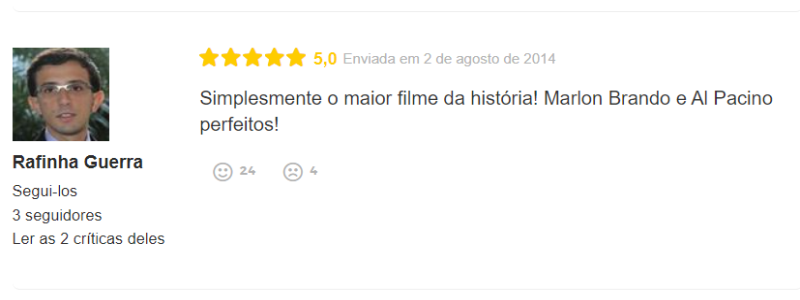 5,0 Enviada em 2 de agosto de 2014
Simplesmente o maior filme da história! Marlon Brando e Al Pacino
perfeitos!
24 4
Rafinha Guerra
Segui-los
3 seguidores
Ler as 2 críticas deles